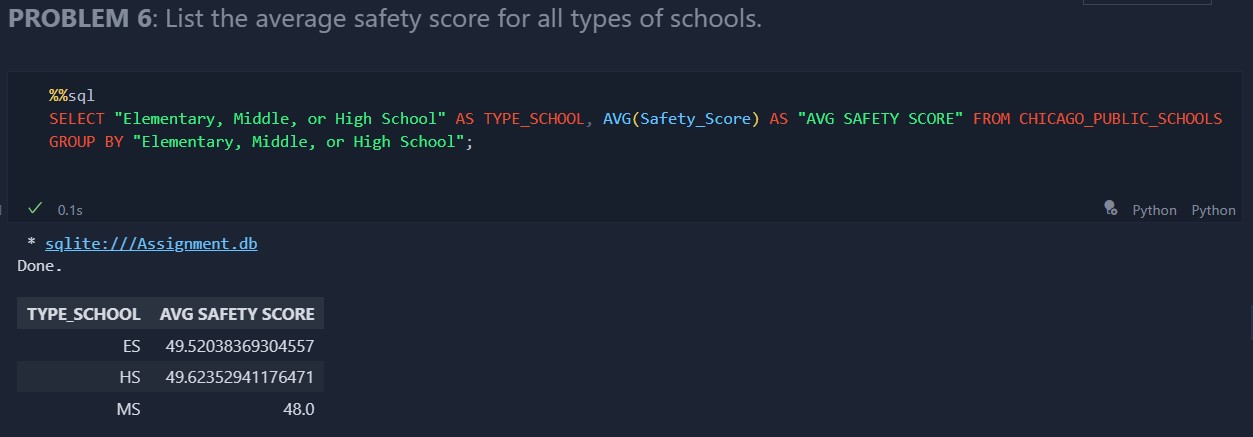 PROBLEM 6: List the average safety score for all types of schools.
%%sql
SELECT "Elementary, Middle, or High School" AS TYPE_SCHOOL, AVG(Safety_Score) AS "AVG SAFETY SCORE" FROM CHICAGO_PUBLIC_SCHOOLS
GROUP BY "Elementary, Middle, or High School";
0.1s Python Python
* sqlite:///Assignment.db
Done.
TYPE_SCHOOL AVG SAFETY SCORE
ES 49.52038369304557
HS 49.62352941176471
MS 48.0